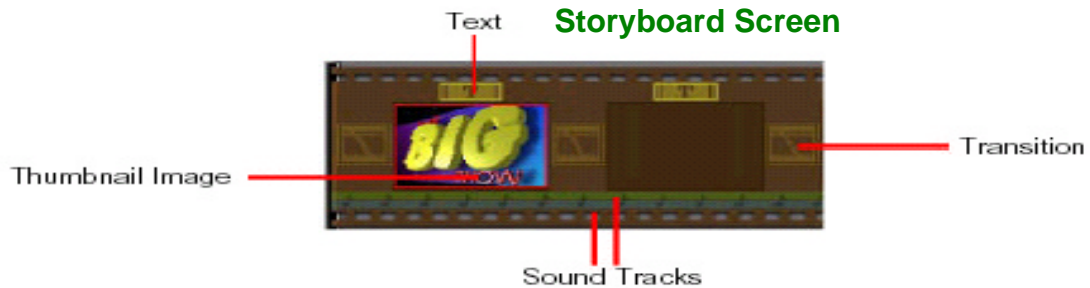 Text
Storyboard Screen
T
T
BIG
SHOW
Transition
Thumbnail Image
Sound Tracks